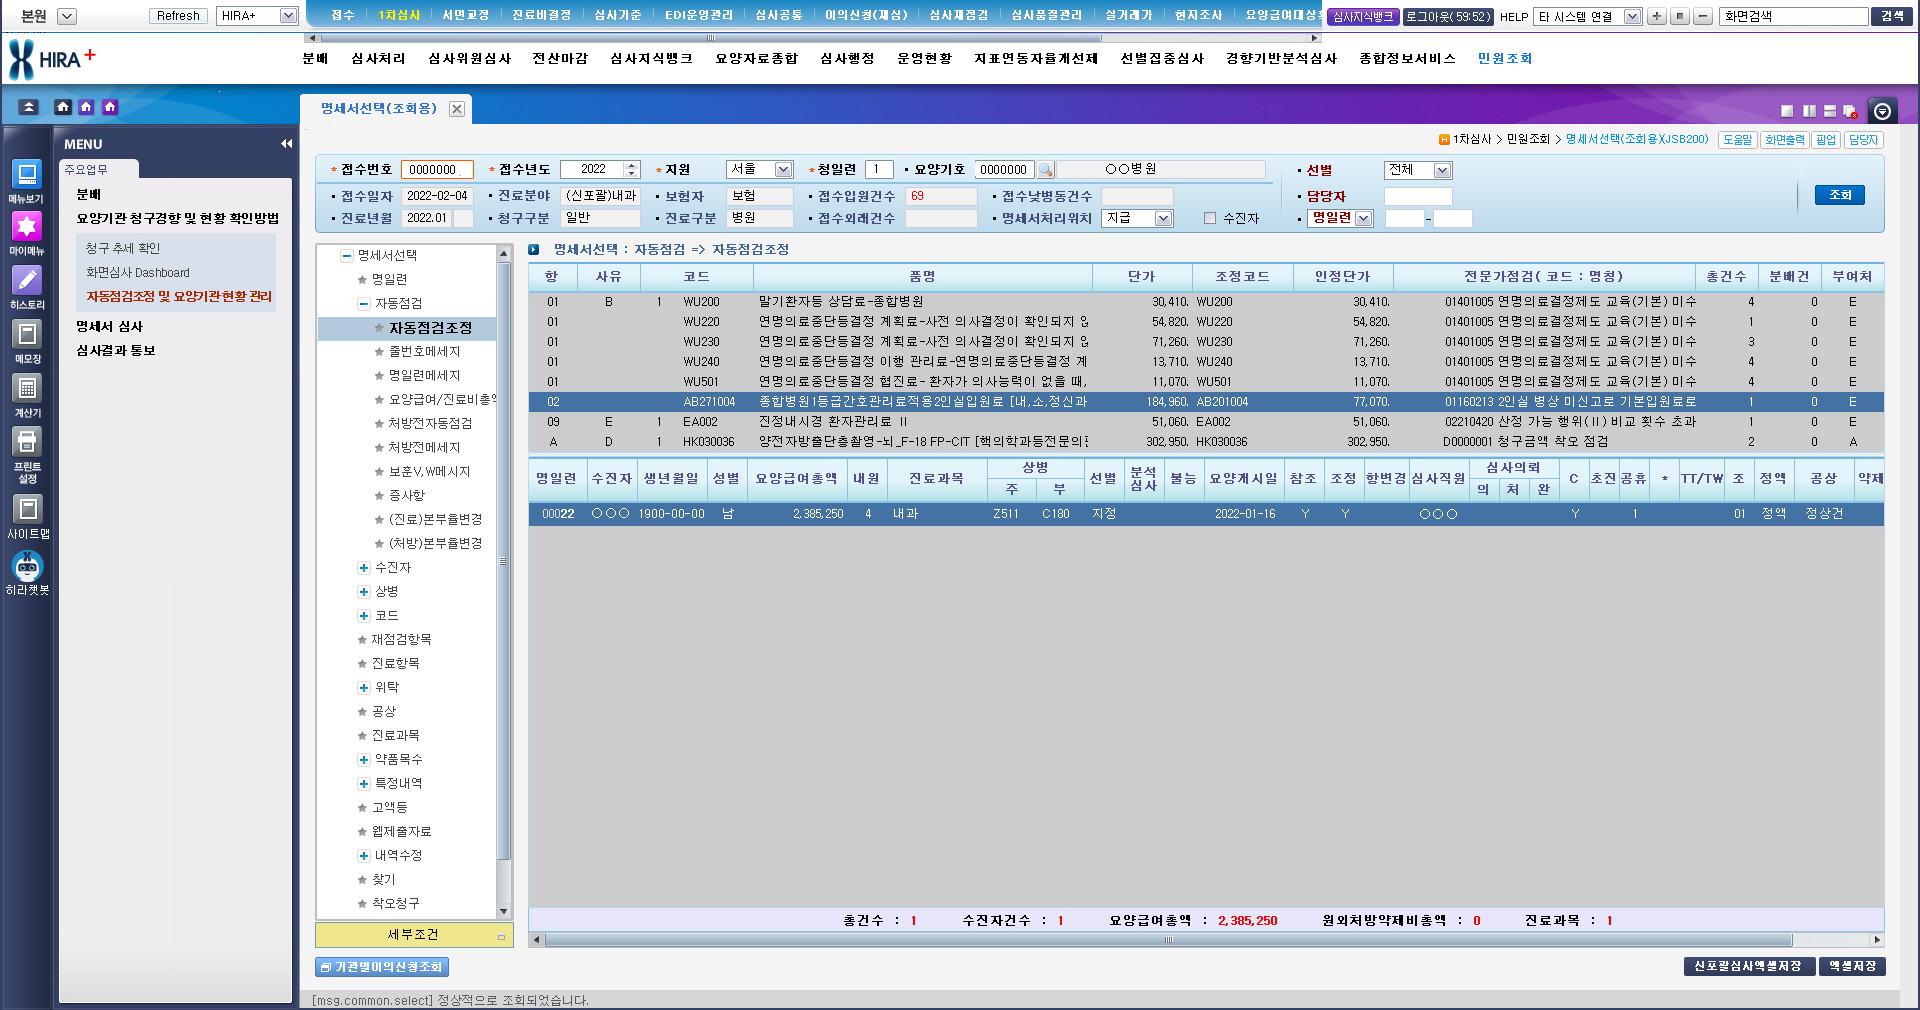 본원 Refresh HIRA+ 접수 1차심사 서면교정 진료비결정 심사기준 EDI운영관리 심사공통 이의신청(재심) 심사재점검 심사품질관리 실거래가 현지조사 요양급여대상 심사지식뱅크 로그아웃(59:52) HELP 타 시스템 연결 화면검색 검색
HIRA+ 분배 심사처리 심사위원심사 전산마감 심사지식뱅크 요양자료종합 심사행정 운영현황 지표연동자율개선제 선별집중심사 경향기반분석심사 종합정보서비스 민원조회
명세서선택(조회용)
MENU
주요업무
분배
요양기관 청구경향 및 현황 확인방법
청구 추세 확인
화면심사 Dashboard
자동점검조정 및 요양기관 현황 관리
명세서 심사
심사결과 통보
메뉴보기
마이메뉴
히스토리
메모장
계산기
프린트
설정
사이트맵
히라챗봇
H 1차심사 > 민원조회 > 명세서선택(조회용)(JSB200) 도움말 화면출력 팝업 담당자
* 접수번호 0000000 * 접수년도 2022 * 지원 서울 * 청일련 1 • 요양기호 0000000 ○○병원 • 선별 전체
• 접수일자 2022-02-04 • 진료분야 (신포괄)내과 • 보험자 보험 • 접수입원건수 69 • 접수낮병동건수 • 담당자 조회
• 진료년월 2022.01 • 청구구분 일반 • 진료구분 병원 • 접수외래건수 • 명세서처리위치 지급 수진자 • 명일련 -
명세서선택
명일련
자동점검
자동점검조정
줄번호메세지
명일련메세지
요양급여/진료비총액
처방전자동점검
처방전메세지
보훈V,W메시지
증사항
(진료)본부율변경
(처방)본부율변경
수진자
상병
코드
재점검항목
진료항목
위탁
공상
진료과목
약품목수
특정내역
고액등
웹제출자료
내역수정
찾기
착오청구
세부조건
기관별이의신청조회
명세서선택 : 자동점검 => 자동점검조정
항 사유 코드 품명 단가 조정코드 인정단가 전문가점검( 코드 : 명칭) 총건수 분배건 부여처
01 B 1 WU200 말기환자등 상담료-종합병원 30,410. WU200 30,410. 01401005 연명의료결정제도 교육(기본) 미수 4 0 E
01 WU220 연명의료중단등결정 계획료-사전 의사결정이 확인되지 않 54,820. WU220 54,820. 01401005 연명의료결정제도 교육(기본) 미수 1 0 E
01 WU230 연명의료중단등결정 계획료-사전 의사결정이 확인되지 않 71,260. WU230 71,260. 01401005 연명의료결정제도 교육(기본) 미수 3 0 E
01 WU240 연명의료중단등결정 이행 관리료-연명의료중단등결정 계 13,710. WU240 13,710. 01401005 연명의료결정제도 교육(기본) 미수 4 0 E
01 WU501 연명의료중단등결정 협진료- 환자가 의사능력이 없을 때, 11,070. WU501 11,070. 01401005 연명의료결정제도 교육(기본) 미수 4 0 E
02 AB271004 종합병원1등급간호관리료적용2인실입원료 [내,소,정신과 184,960. AB201004 77,070. 01160213 2인실 병상 미신고로 기본입원료로 1 0 E
09 E 1 EA002 진정내시경 환자관리료 Ⅱ 51,060. EA002 51,060. 02210420 산정 가능 행위(Ⅱ) 비교 횟수 초과 1 0 E
A D 1 HK030036 양전자방출단층촬영-뇌_F-18 FP-CIT [핵의학과등전문의판 302,950. HK030036 302,950. D0000001 청구금액 착오 점검 2 0 A
명일련 수진자 생년월일 성별 요양급여총액 내원 진료과목 상병 주 부 선별 분석심사 불능 요양개시일 참조 조정 항변경 심사직원 심사의뢰 의 처 완 C 초진 공휴 * TT/TW 조 정액 공상 약제
00022 ○○○ 1900-00-00 남 2,385,250 4 내과 Z511 C180 지정 2022-01-16 Y Y ○○○ Y 1 01 정액 정상건
총건수 : 1 수진자건수 : 1 요양급여총액 : 2,385,250 원외처방약제비총액 : 0 진료과목 : 1
신포괄심사엑셀저장 엑셀저장
[msg.common.select] 정상적으로 조회되었습니다.